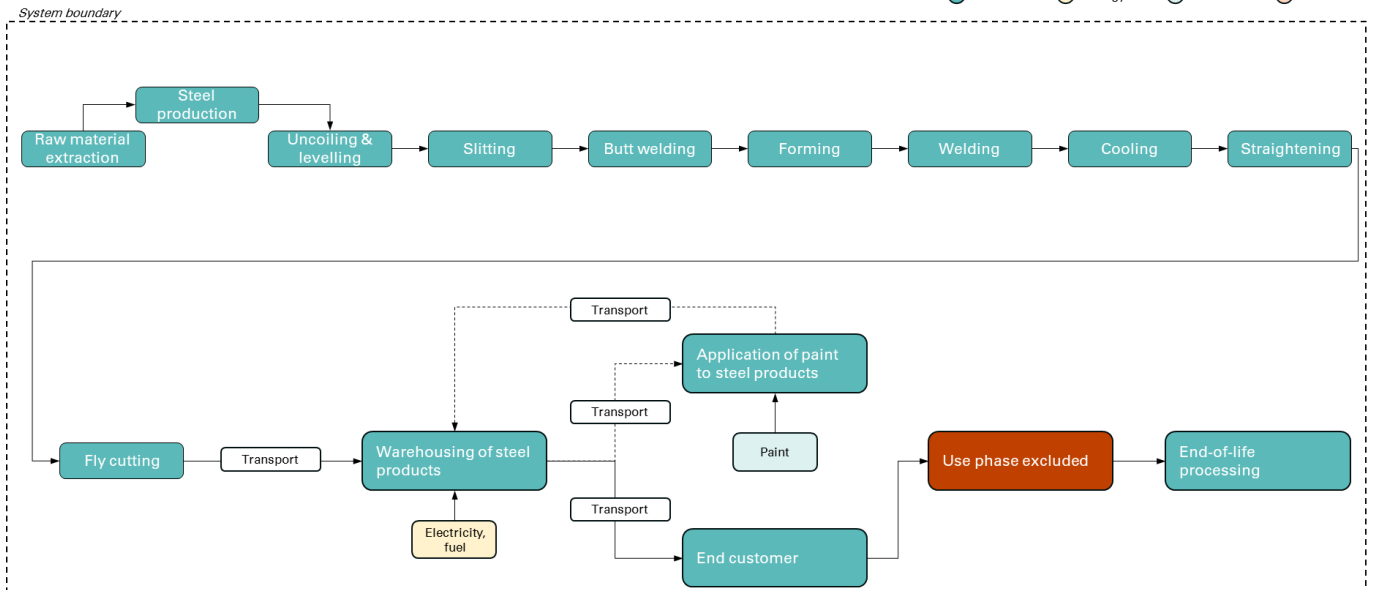 System boundary
Steel
production
Raw material
extraction
Uncoiling &
levelling
Slitting
Butt welding
Forming
Welding
Cooling
Straightening
Transport
Application of paint
to steel products
Transport
Paint
Fly cutting
Transport
Warehousing of steel
products
Use phase excluded
End-of-life
processing
Transport
Electricity,
fuel
End customer